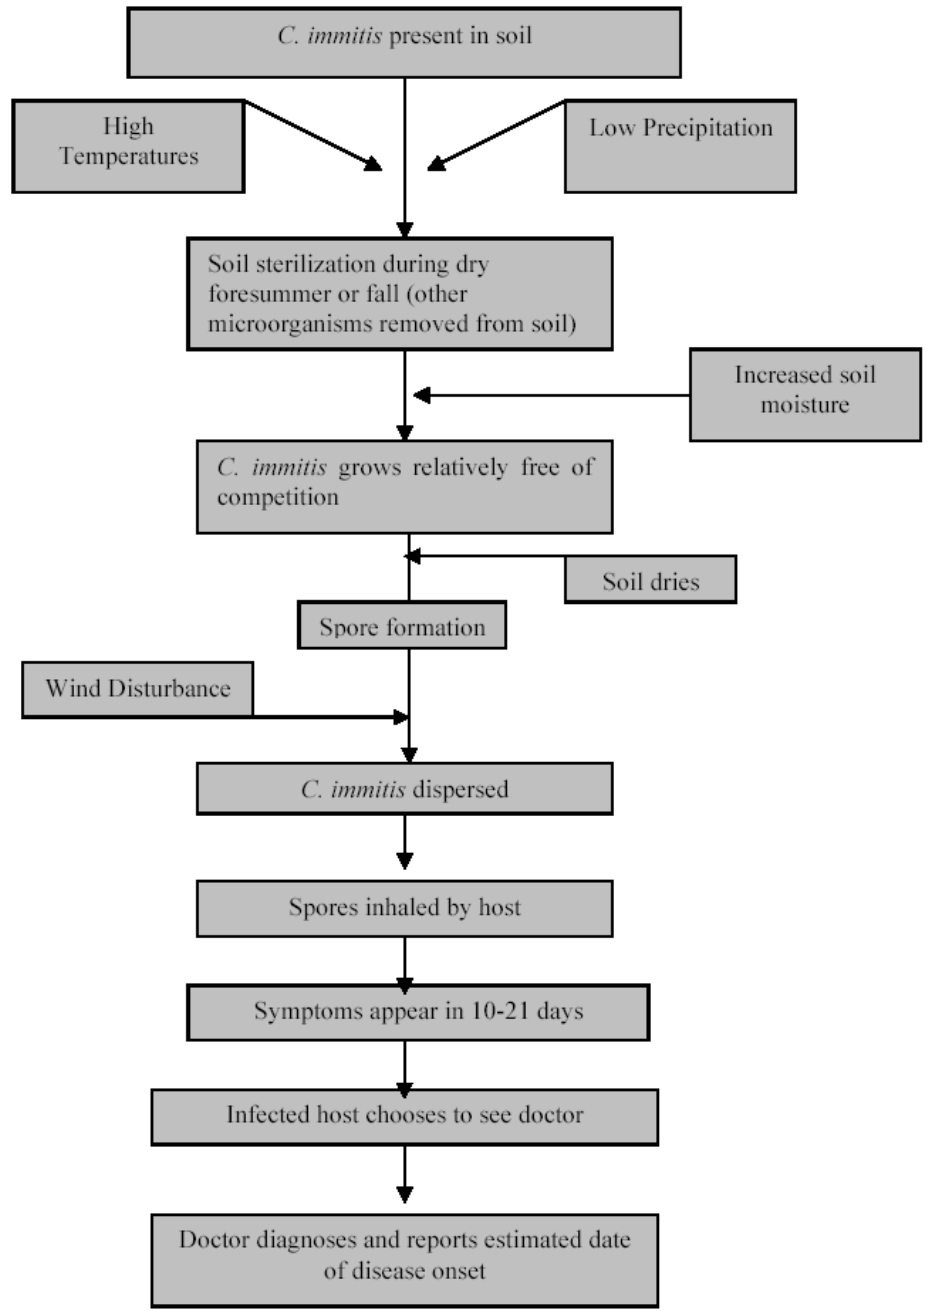 C. immitis present in soil
High
Temperatures
Low Precipitation
Soil sterilization during dry
foresummer or fall (other
microorganisms removed from soil)
Increased soil
moisture
C. immitis grows relatively free of
competition
Soil dries
Spore formation
Wind Disturbance
C. immitis dispersed
Spores inhaled by host
Symptoms appear in 10-21 days
Infected host chooses to see doctor
Doctor diagnoses and reports estimated date
of disease onset